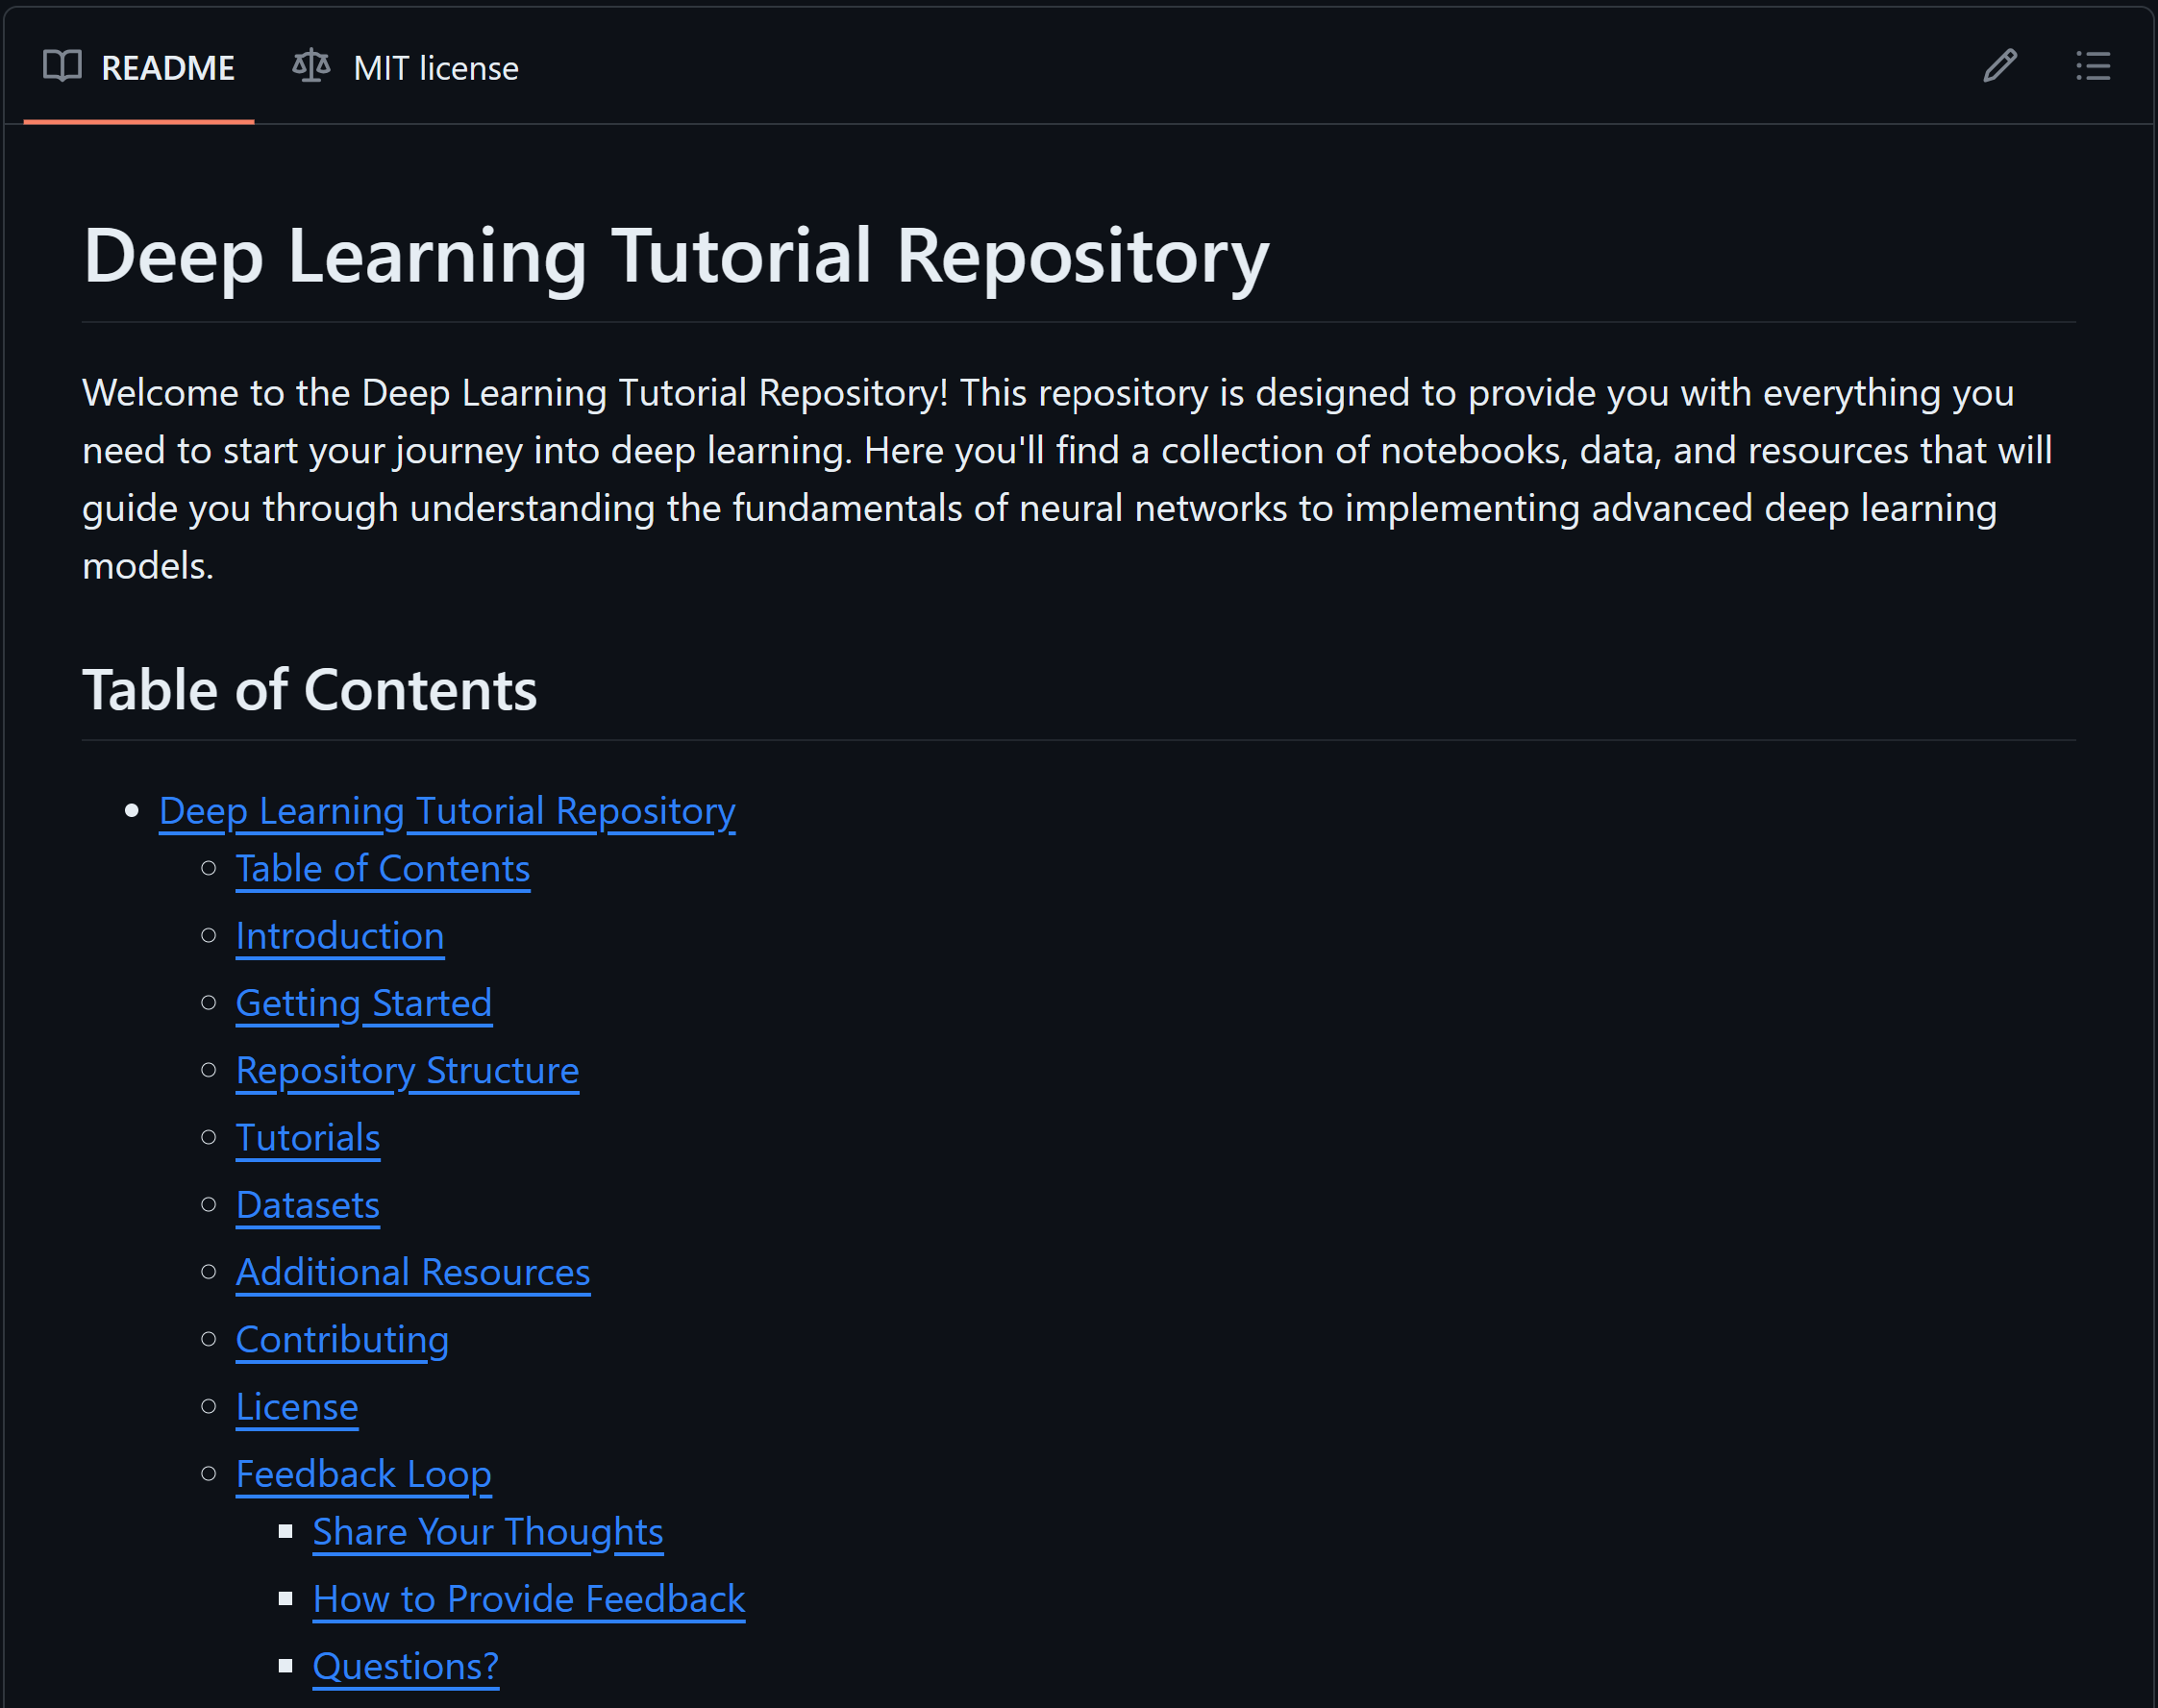 README
MIT license
Deep Learning Tutorial Repository
Welcome to the Deep Learning Tutorial Repository! This repository is designed to provide you with everything you
need to start your journey into deep learning. Here you'll find a collection of notebooks, data, and resources that will
guide you through understanding the fundamentals of neural networks to implementing advanced deep learning
models.
Table of Contents
Deep Learning Tutorial Repository
Table of Contents
Introduction
Getting Started
Repository Structure
Tutorials
Datasets
Additional Resources
Contributing
License
Feedback Loop
Share Your Thoughts
How to Provide Feedback
Questions?